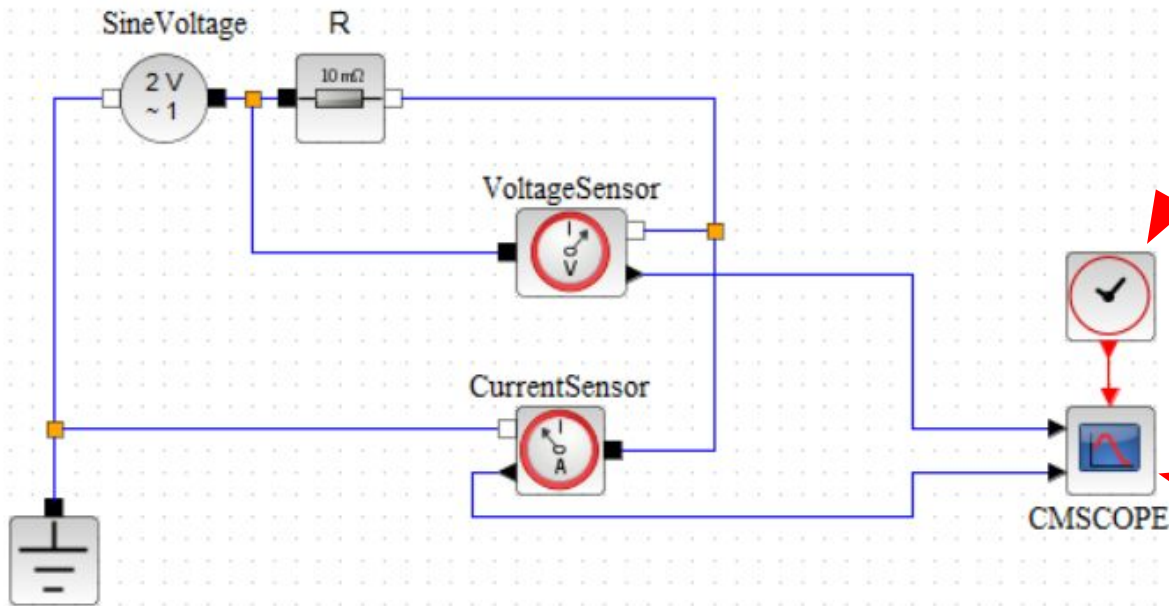 SineVoltage
R
2 V
~ 1
10 mΩ
VoltageSensor
V
CurrentSensor
A
CMSCOPE